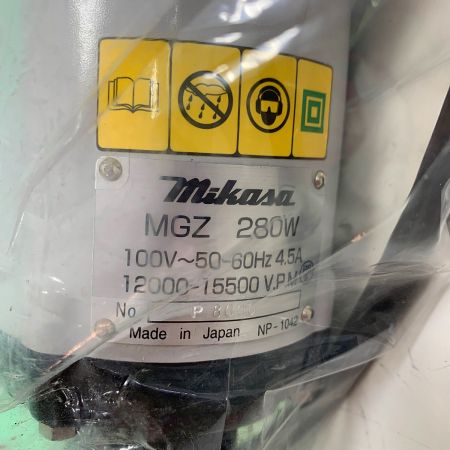 mikasa
MGZ 280W
100V～50-60Hz 4.5A
12000-15500 V.P.M
No
Made in Japan NP-1042